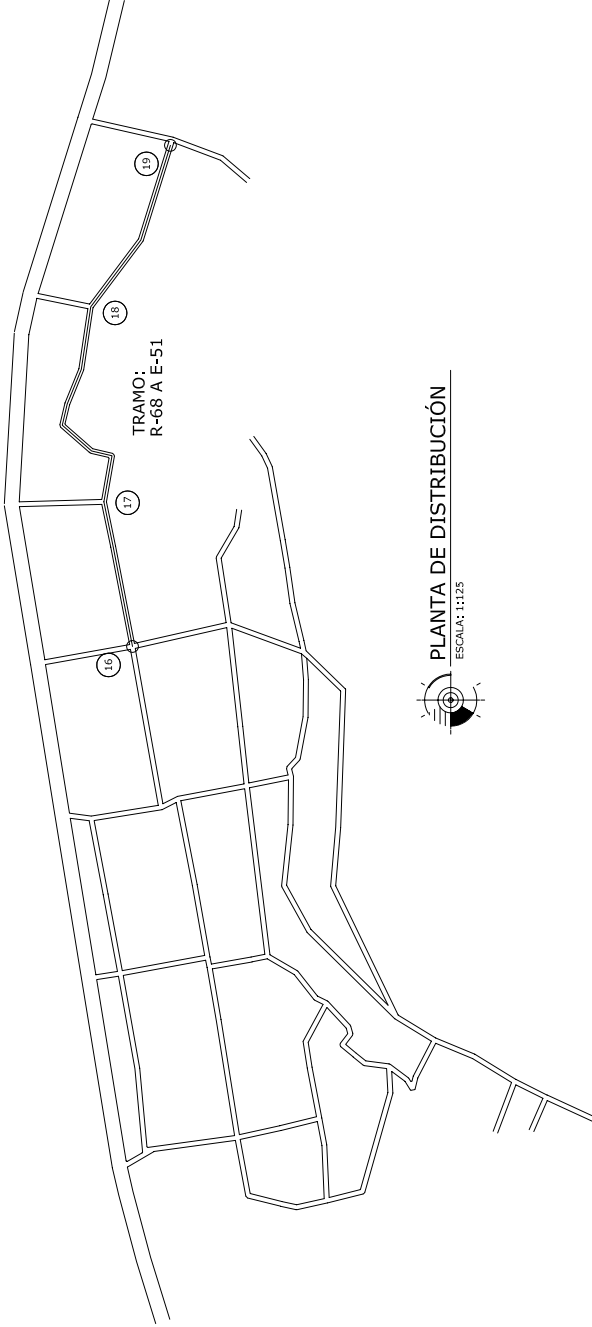 19
18
TRAMO:
R-68 A E-51
17
16
PLANTA DE DISTRIBUCIÓN
ESCALA: 1:125